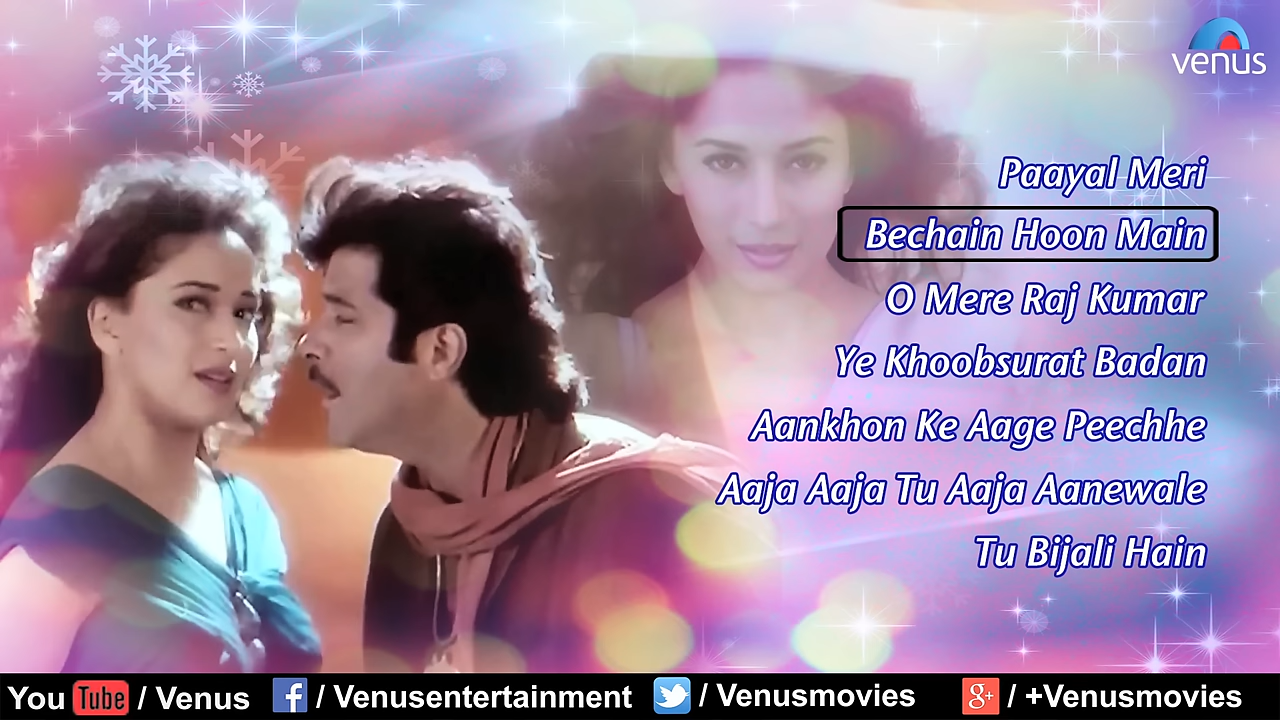 venus
Paayal Meri
Bechain Hoon Main
O Mere Raj Kumar
Ye Khoobsurat Badan
Aankhon Ke Aage Peechhe
Aaja Aaja Tu Aaja Aanewale
Tu Bijali Hain
You Tube / Venus f / Venusentertainment / Venusmovies g+ / +Venusmovies